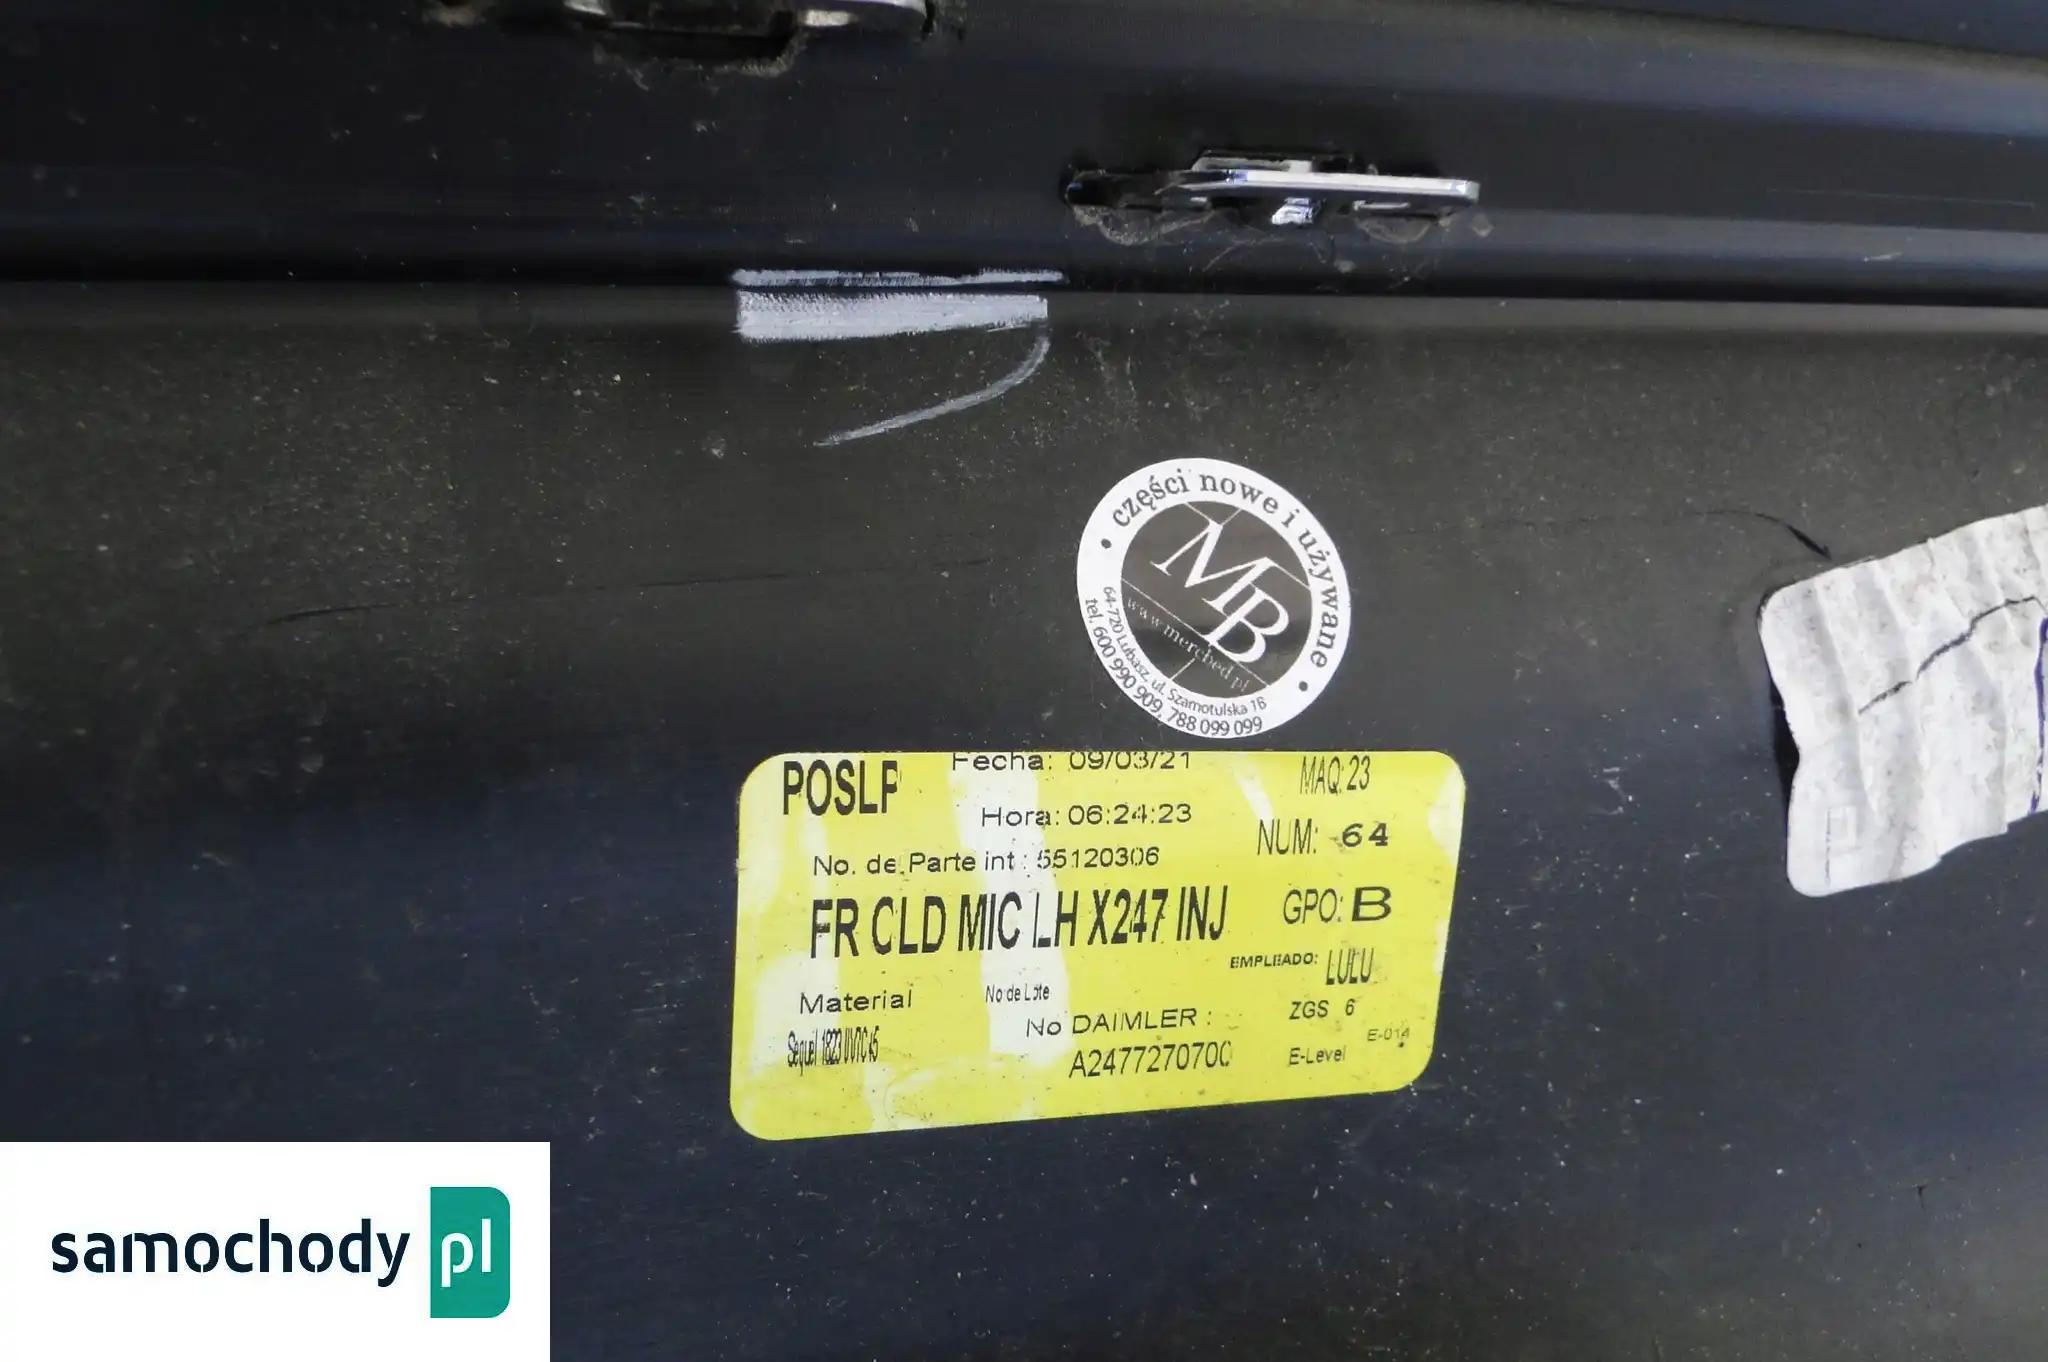 części nowe i używane
MB
www.merched.pl
64-720 Lubasz, ul. Szamotulska 16
tel. 600 990 909, 788 099 099
POSLP
Fecha: 09/03/21
MAQ: 23
Hora: 06:24:23
NUM: 64
No. de Parte int : 55120306
FR CLD MIC LH X247 INJ
GPO: B
EMPLEADO: LULU
Material
No de Lote
No DAIMLER :
ZGS 6
A2477270700
E-Level
E-014
samochody pl